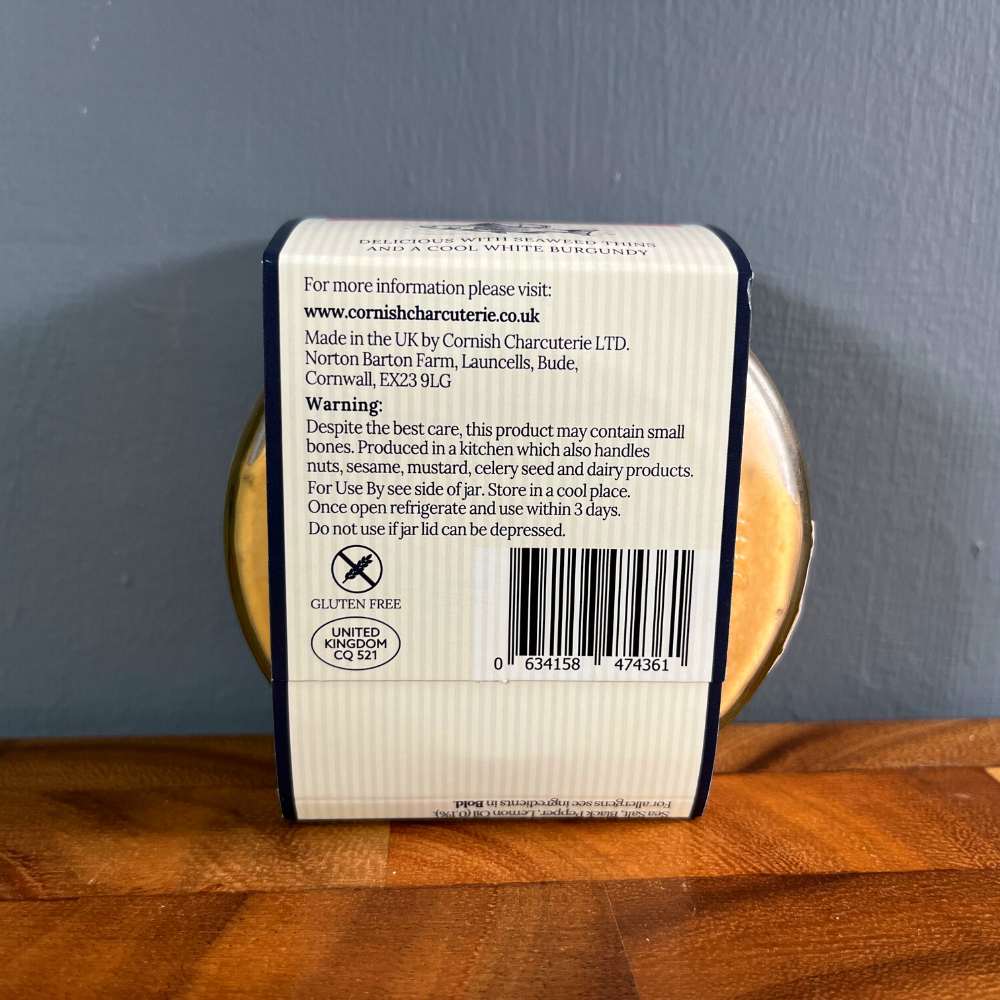 DELICIOUS WITH SEAWEED THINS
AND A COOL WHITE BURGUNDY
For more information please visit:
www.cornishcharcuterie.co.uk
Made in the UK by Cornish Charcuterie LTD.
Norton Barton Farm, Launcells, Bude,
Cornwall, EX23 9LG
Warning:
Despite the best care, this product may contain small
bones. Produced in a kitchen which also handles
nuts, sesame, mustard, celery seed and dairy products.
For Use By see side of jar. Store in a cool place.
Once open refrigerate and use within 3 days.
Do not use if jar lid can be depressed.
GLUTEN FREE
UNITED
KINGDOM
CQ 521
0 634158 474361
Sea Salt, Black Pepper, Lemon Oil (0.1%).
For allergens see ingredients in Bold.